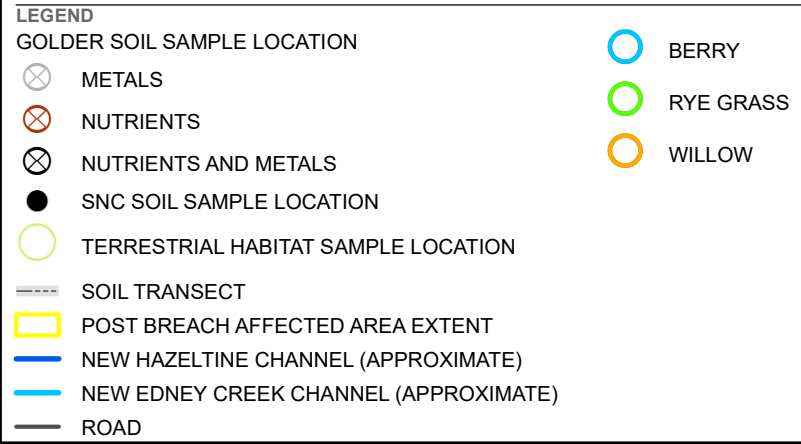 LEGEND
GOLDER SOIL SAMPLE LOCATION
METALS
NUTRIENTS
NUTRIENTS AND METALS
SNC SOIL SAMPLE LOCATION
TERRESTRIAL HABITAT SAMPLE LOCATION
SOIL TRANSECT
POST BREACH AFFECTED AREA EXTENT
NEW HAZELTINE CHANNEL (APPROXIMATE)
NEW EDNEY CREEK CHANNEL (APPROXIMATE)
ROAD
BERRY
RYE GRASS
WILLOW